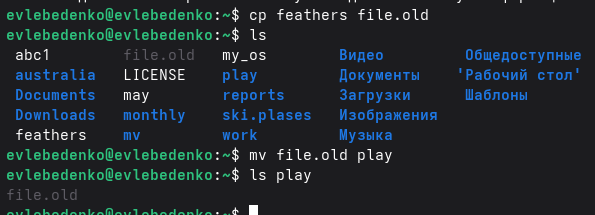 evlebedenko@evlebedenko:~$ cp feathers file.old
evlebedenko@evlebedenko:~$ ls
abc1 file.old my_os Видео Общедоступные
australia LICENSE play Документы 'Рабочий стол'
Documents may reports Загрузки Шаблоны
Downloads monthly ski.plases Изображения
feathers mv work Музыка
evlebedenko@evlebedenko:~$ mv file.old play
evlebedenko@evlebedenko:~$ ls play
file.old
evlebedenko@evlebedenko:~$